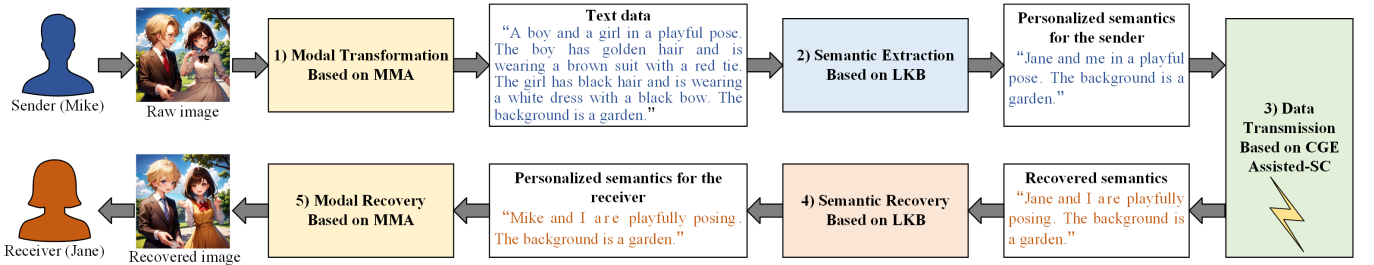 Sender (Mike)
Raw image
1) Modal Transformation
Based on MMA
Text data
“A boy and a girl in a playful pose.
The boy has golden hair and is
wearing a brown suit with a red tie.
The girl has black hair and is wearing
a white dress with a black bow. The
background is a garden.”
2) Semantic Extraction
Based on LKB
Personalized semantics
for the sender
“Jane and me in a playful
pose. The background is a
garden.”
3) Data
Transmission
Based on CGE
Assisted-SC
Recovered semantics
“Jane and I are playfully
posing. The background is
a garden.”
4) Semantic Recovery
Based on LKB
Personalized semantics for the
receiver
“Mike and I are playfully posing.
The background is a garden.”
5) Modal Recovery
Based on MMA
Recovered image
Receiver (Jane)